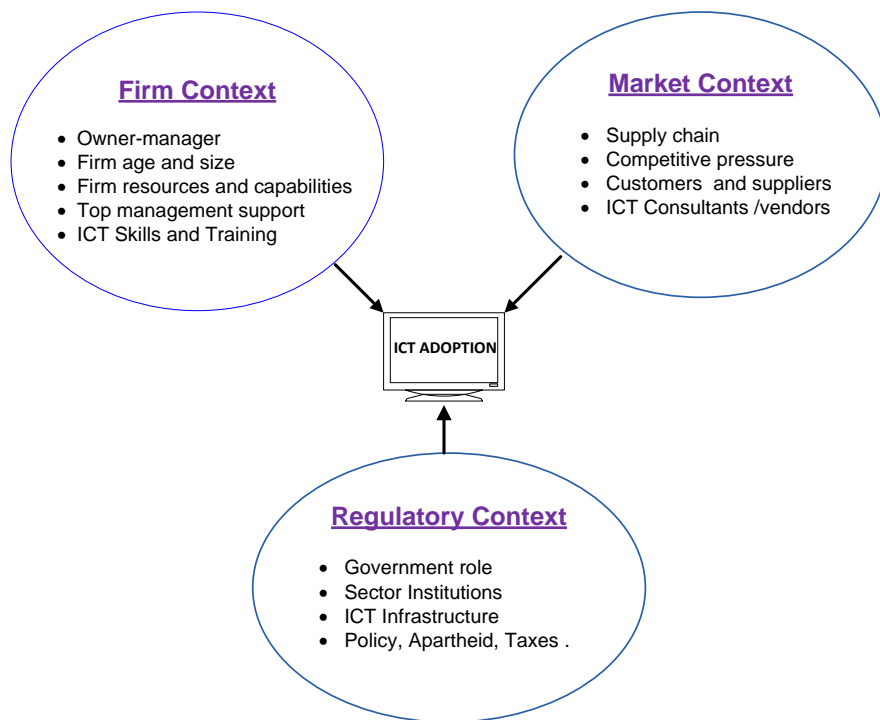 Firm Context
• Owner-manager
• Firm age and size
• Firm resources and capabilities
• Top management support
• ICT Skills and Training
Market Context
• Supply chain
• Competitive pressure
• Customers  and suppliers
• ICT Consultants /vendors
ICT ADOPTION
Regulatory Context
• Government role
• Sector Institutions
• ICT Infrastructure
• Policy, Apartheid, Taxes .